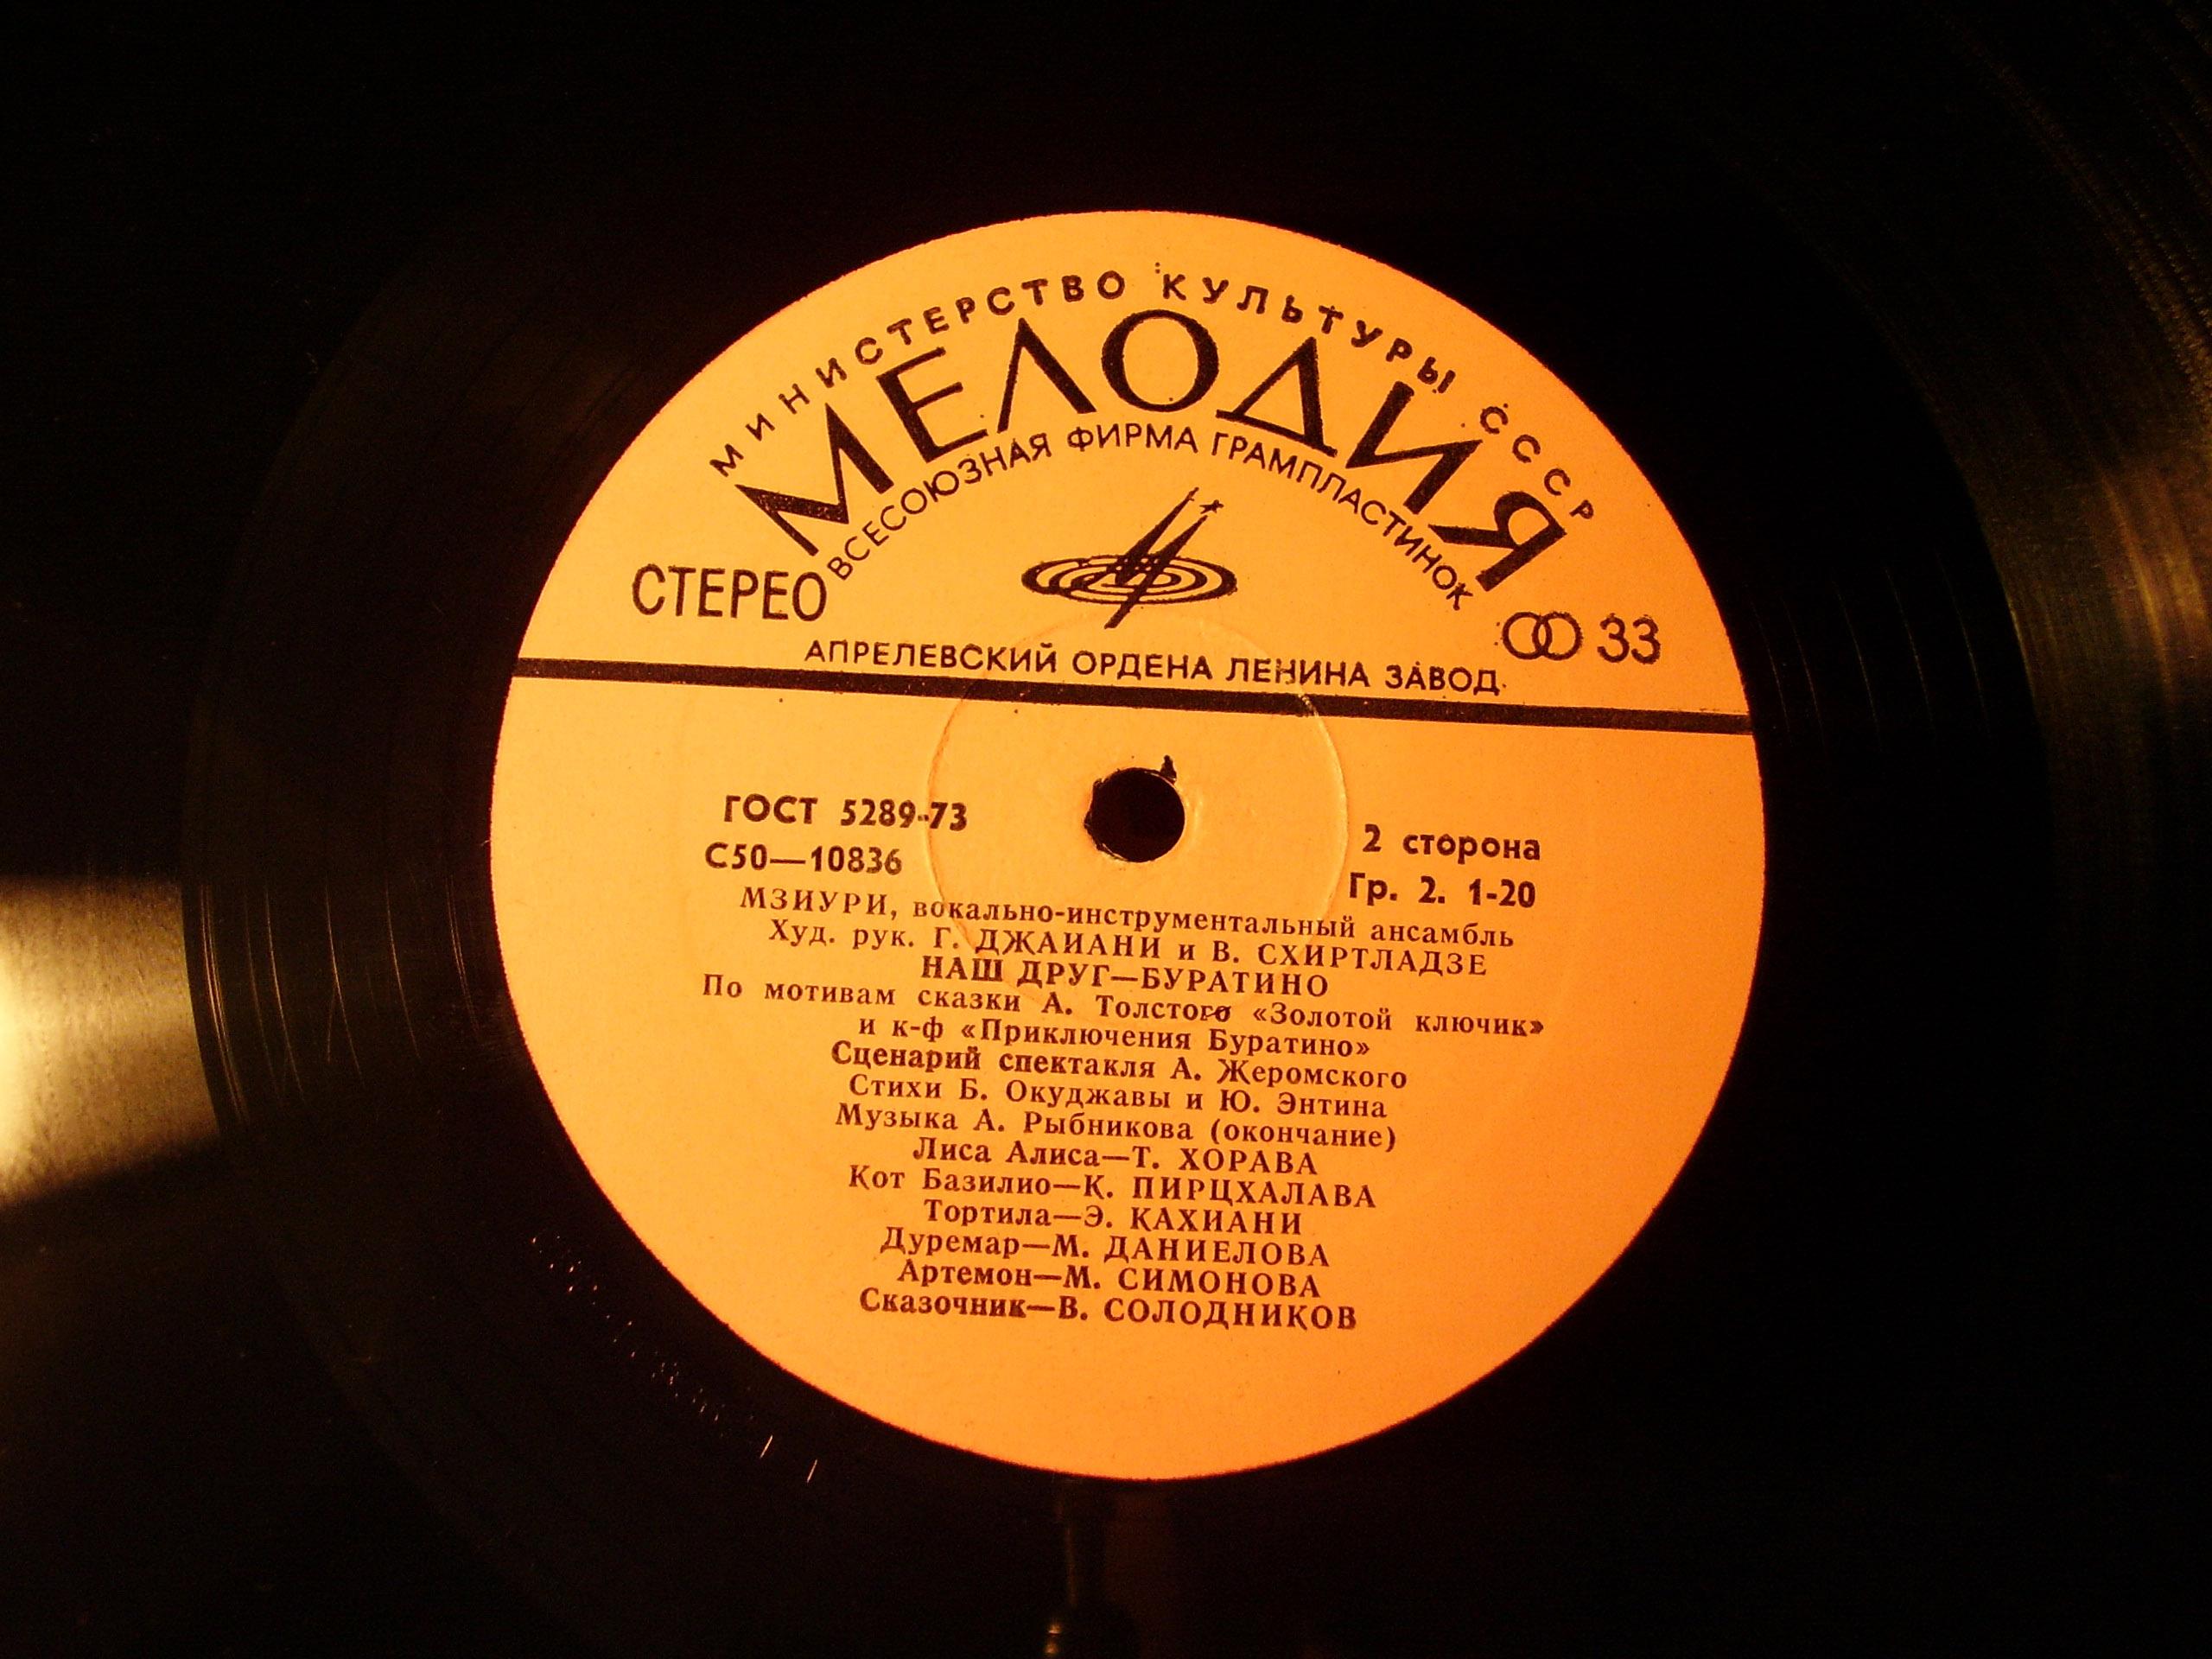 МИНИСТЕРСТВО КУЛЬТУРЫ СССР
МЕЛОДИЯ
ВСЕСОЮЗНАЯ ФИРМА ГРАМПЛАСТИНОК
СТЕРЕО
33
АПРЕЛЕВСКИЙ ОРДЕНА ЛЕНИНА ЗАВОД
ГОСТ 5289-73
С50—10836
2 сторона
Гр. 2. 1-20
МЗИУРИ, вокально-инструментальный ансамбль
Худ. рук. Г. ДЖАИАНИ и В. СХИРТЛАДЗЕ
НАШ ДРУГ—БУРАТИНО
По мотивам сказки А. Толстого «Золотой ключик»
и к-ф «Приключения Буратино»
Сценарий спектакля А. Жеромского
Стихи Б. Окуджавы и Ю. Энтина
Музыка А. Рыбникова (окончание)
Лиса Алиса—Т. ХОРАВА
Кот Базилио—К. ПИРЦХАЛАВА
Тортила—Э. КАХИАНИ
Дуремар—М. ДАНИЕЛОВА
Артемон—М. СИМОНОВА
Сказочник—В. СОЛОДНИКОВ